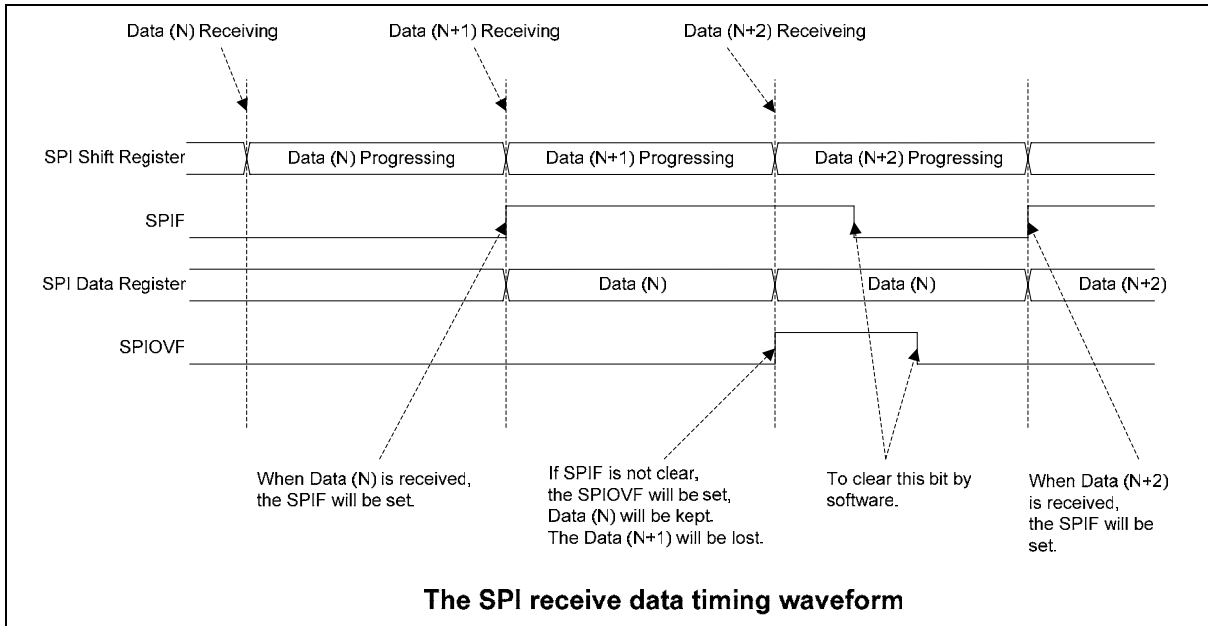 Data (N) Receiving
Data (N+1) Receiving
Data (N+2) Receiveing
SPI Shift Register
Data (N) Progressing
Data (N+1) Progressing
Data (N+2) Progressing
SPIF
SPI Data Register
Data (N)
Data (N)
Data (N+2)
SPIOVF
When Data (N) is received,
the SPIF will be set.
If SPIF is not clear,
the SPIOVF will be set,
Data (N) will be kept.
The Data (N+1) will be lost.
To clear this bit by
software.
When Data (N+2)
is received,
the SPIF will be
set.
The SPI receive data timing waveform